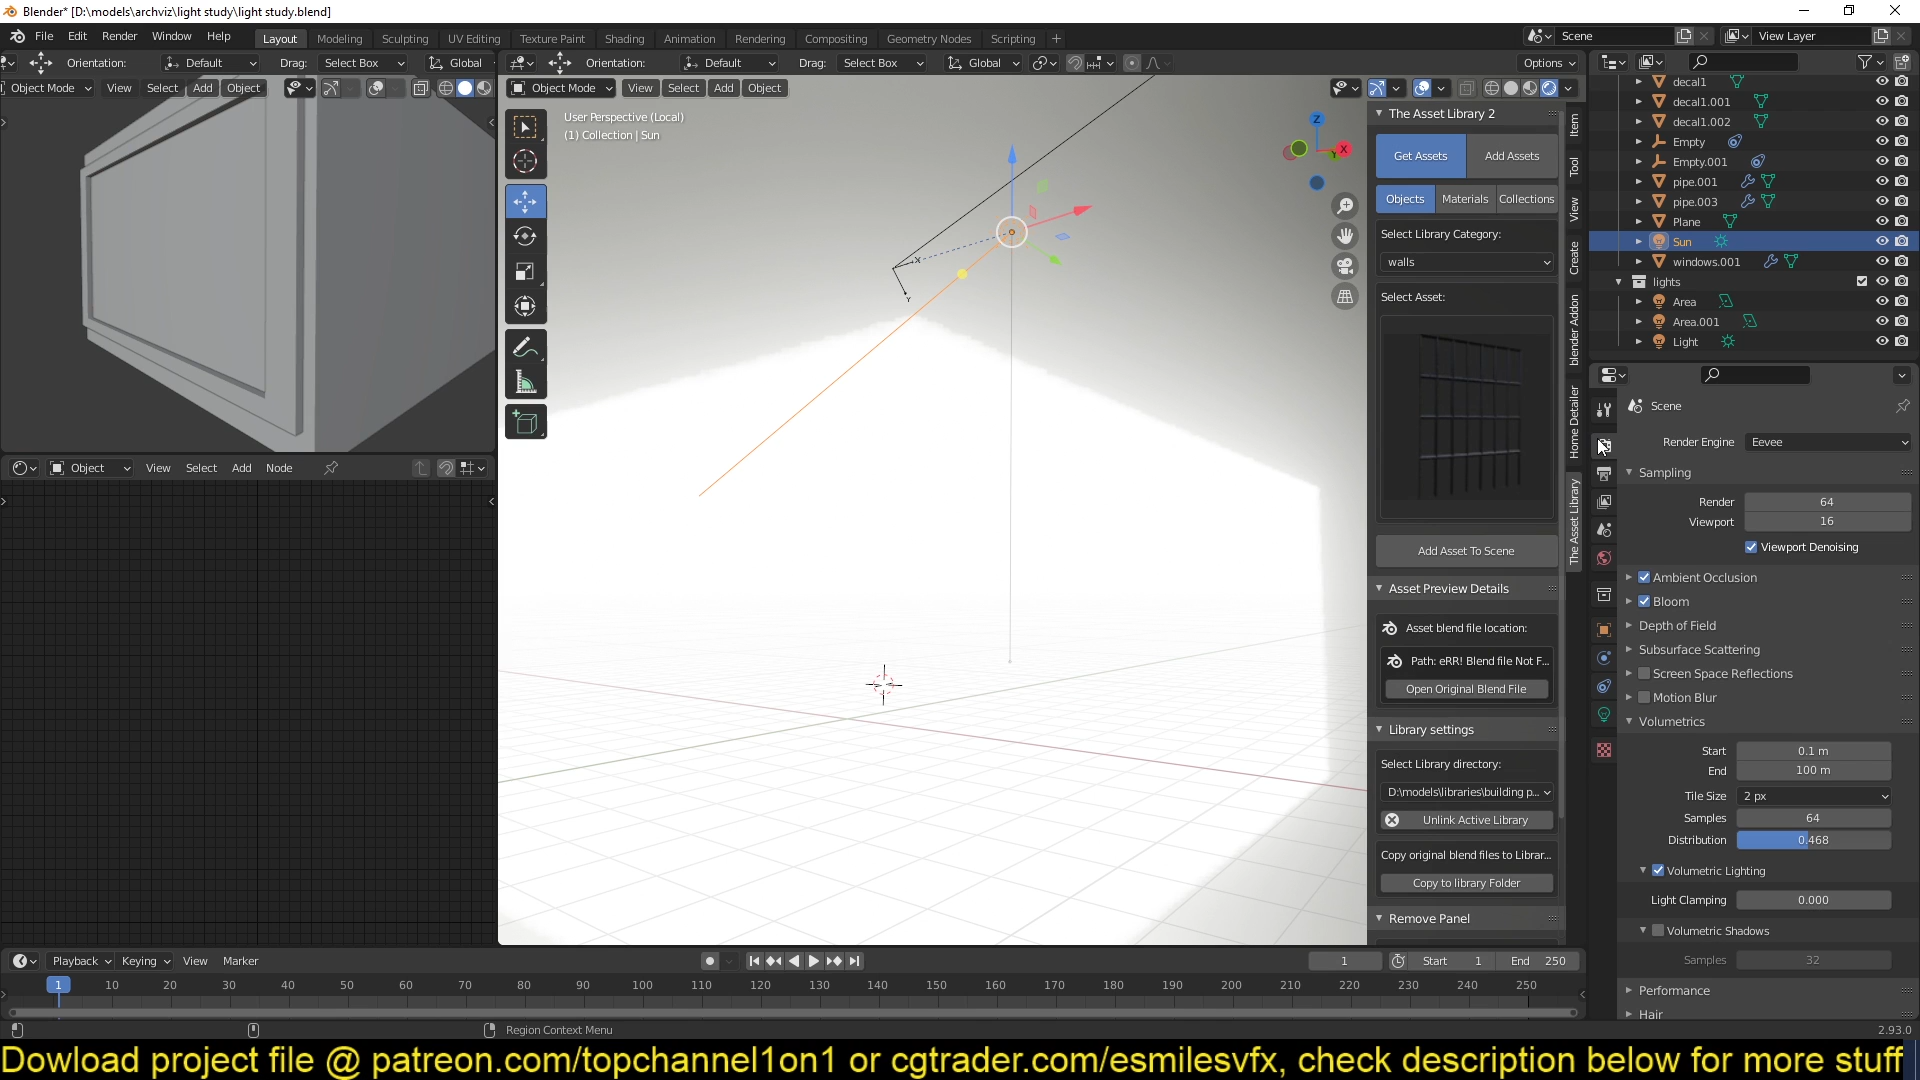 Blender* [D:\models\archviz\light study\light study.blend]
File Edit Render Window Help Layout Modeling Sculpting UV Editing Texture Paint Shading Animation Rendering Compositing Geometry Nodes Scripting + Scene View Layer
Orientation: Default Drag: Select Box Global
Orientation: Default Drag: Select Box Global Options
Object Mode View Select Add Object
Object Mode View Select Add Object
User Perspective (Local)
(1) Collection | Sun
Z
X
Y
X
Y
The Asset Library 2
Get Assets Add Assets
Objects Materials Collections
Select Library Category:
walls
Select Asset:
Add Asset To Scene
Asset Preview Details
Asset blend file location:
Path: eRR! Blend file Not F...
Open Original Blend File
Library settings
Select Library directory:
D:\models\libraries\building p...
Unlink Active Library
Copy original blend files to Librar...
Copy to library Folder
Remove Panel
Item
Tool
View
Create
blender Addon
Home Detailer
The Asset Library
decal1
decal1.001
decal1.002
Empty
Empty.001
pipe.001
pipe.003
Plane
Sun
windows.001
lights
Area
Area.001
Light
Scene
Render Engine Eevee
Sampling
Render 64
Viewport 16
Viewport Denoising
Ambient Occlusion
Bloom
Depth of Field
Subsurface Scattering
Screen Space Reflections
Motion Blur
Volumetrics
Start 0.1 m
End 100 m
Tile Size 2 px
Samples 64
Distribution 0.468
Volumetric Lighting
Light Clamping 0.000
Volumetric Shadows
Samples 32
Performance
Hair
Object View Select Add Node
Playback Keying View Marker 1 Start 1 End 250
1 10 20 30 40 50 60 70 80 90 100 110 120 130 140 150 160 170 180 190 200 210 220 230 240 250
Region Context Menu 2.93.0
Dowload project file @ patreon.com/topchannel1on1 or cgtrader.com/esmilesvfx, check description below for more stuff